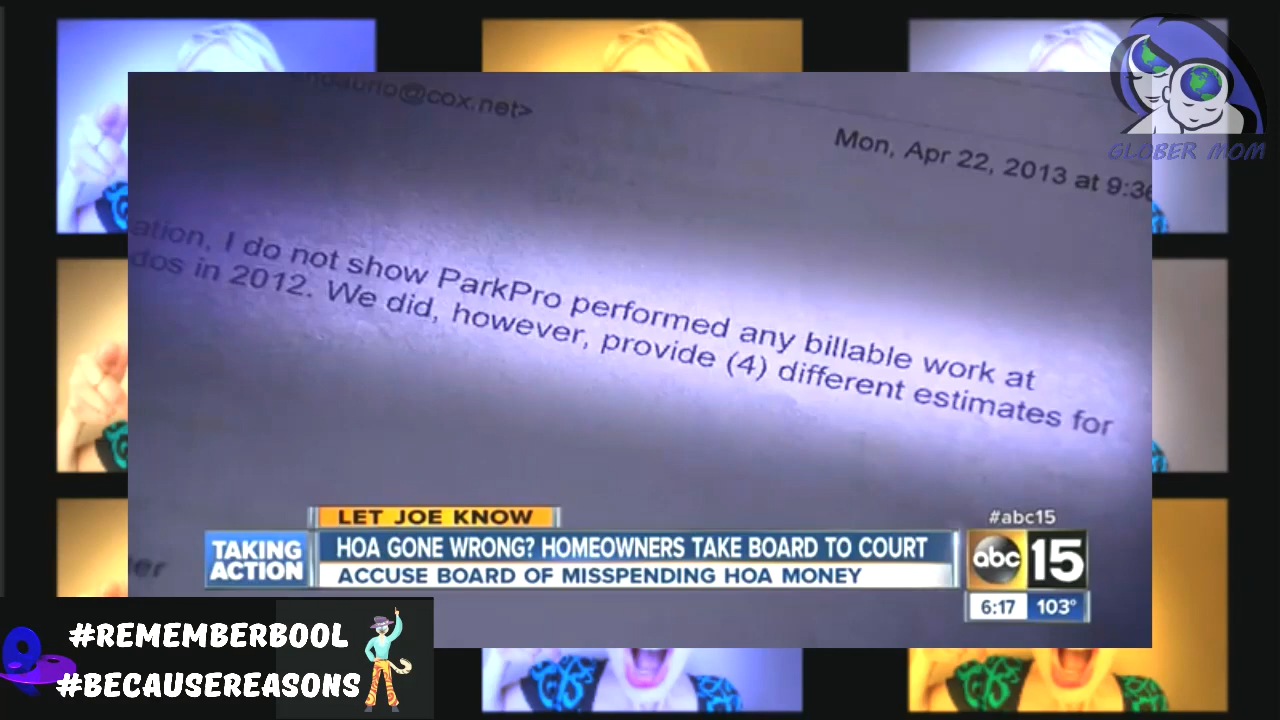 @cox.net>
Mon, Apr 22, 2013 at 9:36
ation, I do not show ParkPro performed any billable work at
dos in 2012. We did, however, provide (4) different estimates for
GLOBER MOM
LET JOE KNOW
TAKING ACTION
HOA GONE WRONG? HOMEOWNERS TAKE BOARD TO COURT
ACCUSE BOARD OF MISSPENDING HOA MONEY
#abc15
abc 15
6:17 103°
#REMEMBERBOOL
#BECAUSEREASONS